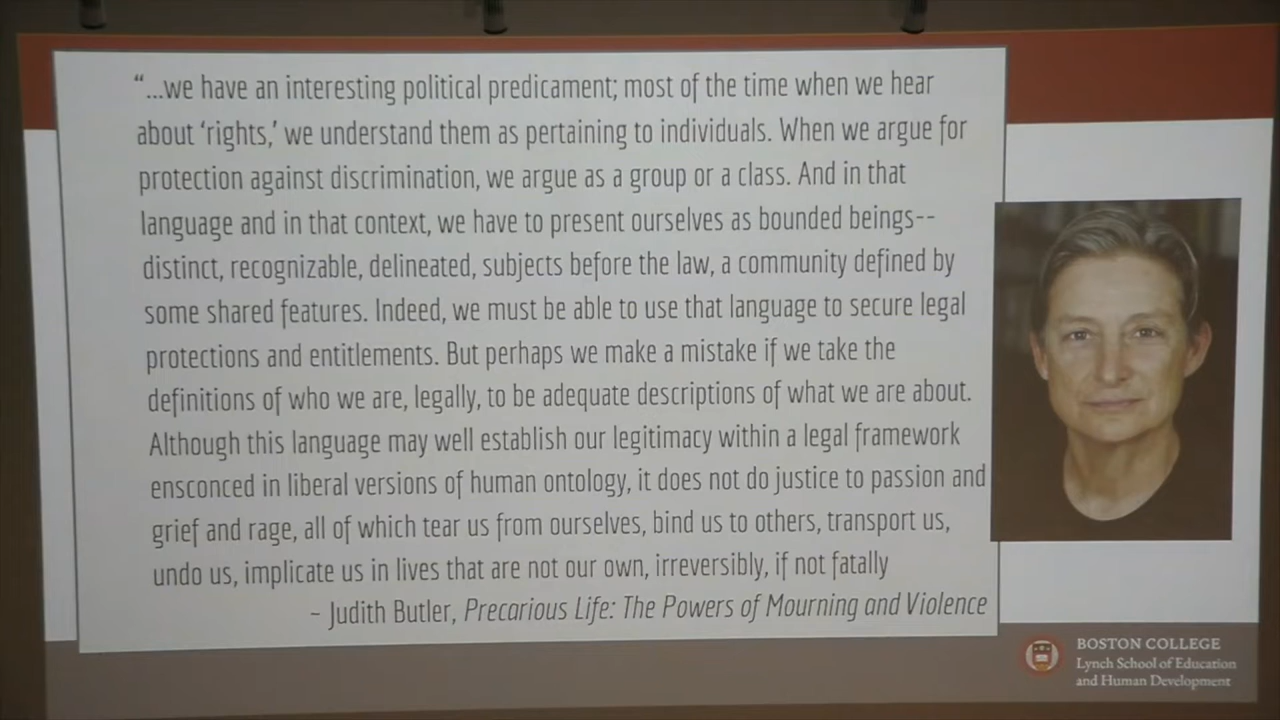 “...we have an interesting political predicament; most of the time when we hear
about ‘rights,’ we understand them as pertaining to individuals. When we argue for
protection against discrimination, we argue as a group or a class. And in that
language and in that context, we have to present ourselves as bounded beings--
distinct, recognizable, delineated, subjects before the law, a community defined by
some shared features. Indeed, we must be able to use that language to secure legal
protections and entitlements. But perhaps we make a mistake if we take the
definitions of who we are, legally, to be adequate descriptions of what we are about.
Although this language may well establish our legitimacy within a legal framework
ensconced in liberal versions of human ontology, it does not do justice to passion and
grief and rage, all of which tear us from ourselves, bind us to others, transport us,
undo us, implicate us in lives that are not our own, irreversibly, if not fatally
– Judith Butler, Precarious Life: The Powers of Mourning and Violence
BOSTON COLLEGE
Lynch School of Education
and Human Development